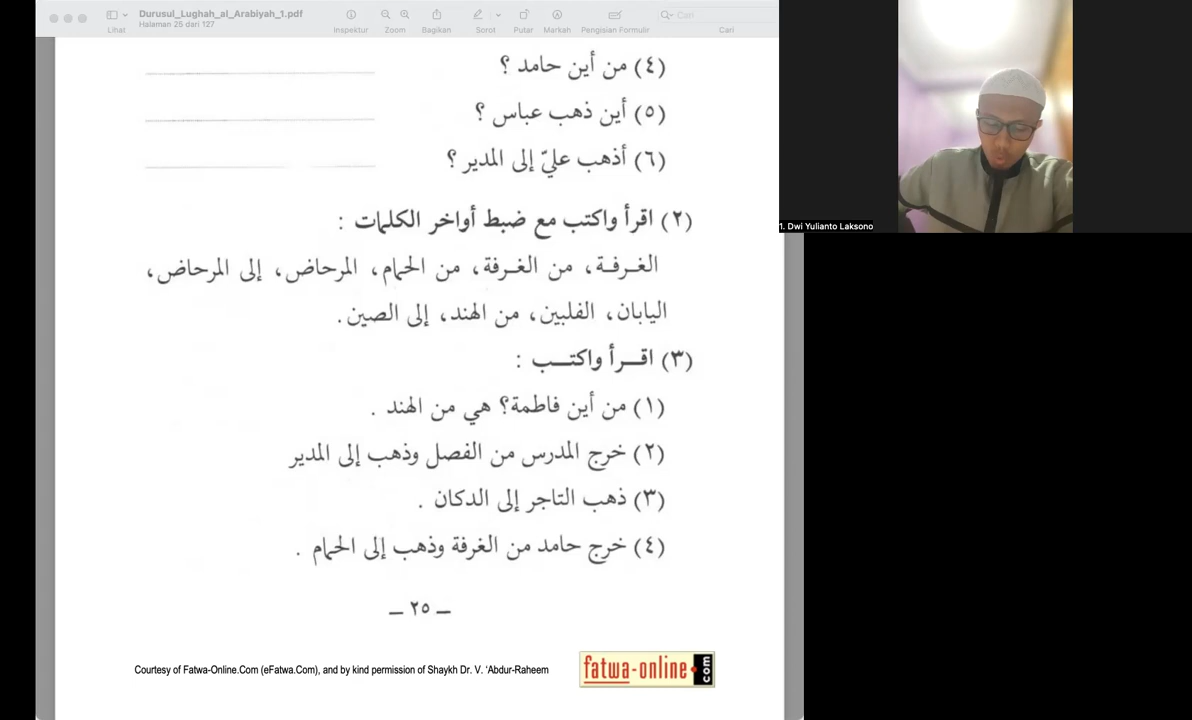 Durusul_Lughah_al_Arabiyah_1.pdf
Halaman 25 dari 127
Lihat
Inspektur
Zoom
Bagikan
Sorot
Putar
Markah
Pengisian Formulir
Cari
Cari
(٤) من أين حامد ؟
(٥) أين ذهب عباس ؟
(٦) أذهب عليّ إلى المدير ؟
(٢) اقرأ واكتب مع ضبط أواخر الكلمات :
الغرفة، من الغرفة، من الحمام، المرحاض، إلى المرحاض،
اليابان، الفلبين، من الهند، إلى الصين.
(٣) اقرأ واكتب :
(١) من أين فاطمة؟ هي من الهند .
(٢) خرج المدرس من الفصل وذهب إلى المدير
(٣) ذهب التاجر إلى الدكان .
(٤) خرج حامد من الغرفة وذهب إلى الحمام .
– ٢٥ –
Courtesy of Fatwa-Online.Com (eFatwa.Com), and by kind permission of Shaykh Dr. V. ‘Abdur-Raheem
fatwa-online.com
1. Dwi Yulianto Laksono